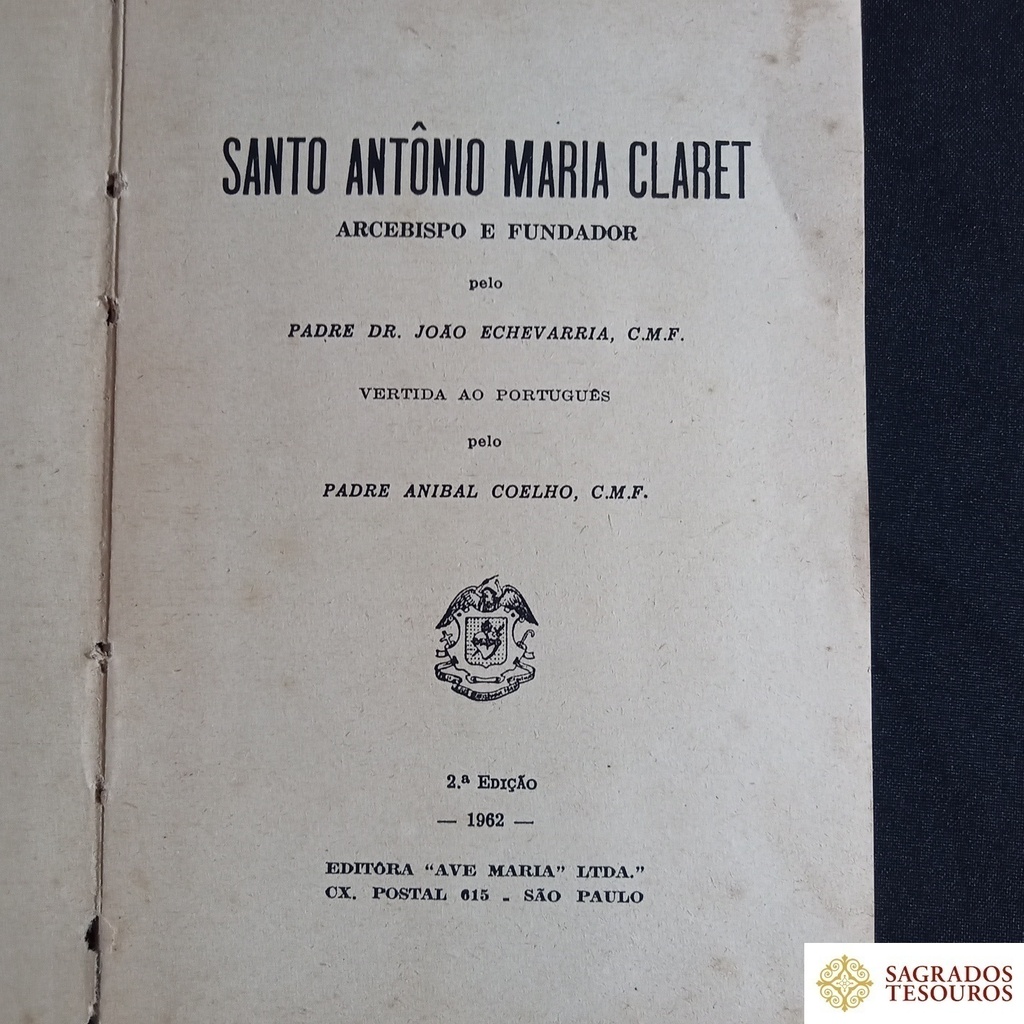 SANTO ANTÔNIO MARIA CLARET
ARCEBISPO E FUNDADOR
pelo
PADRE DR. JOÃO ECHEVARRIA, C.M.F.
VERTIDA AO PORTUGUÊS
pelo
PADRE ANIBAL COELHO, C.M.F.
2.ª EDIÇÃO
— 1962 —
EDITÔRA “AVE MARIA” LTDA.”
CX. POSTAL 615 - SÃO PAULO
SAGRADOS
TESOUROS